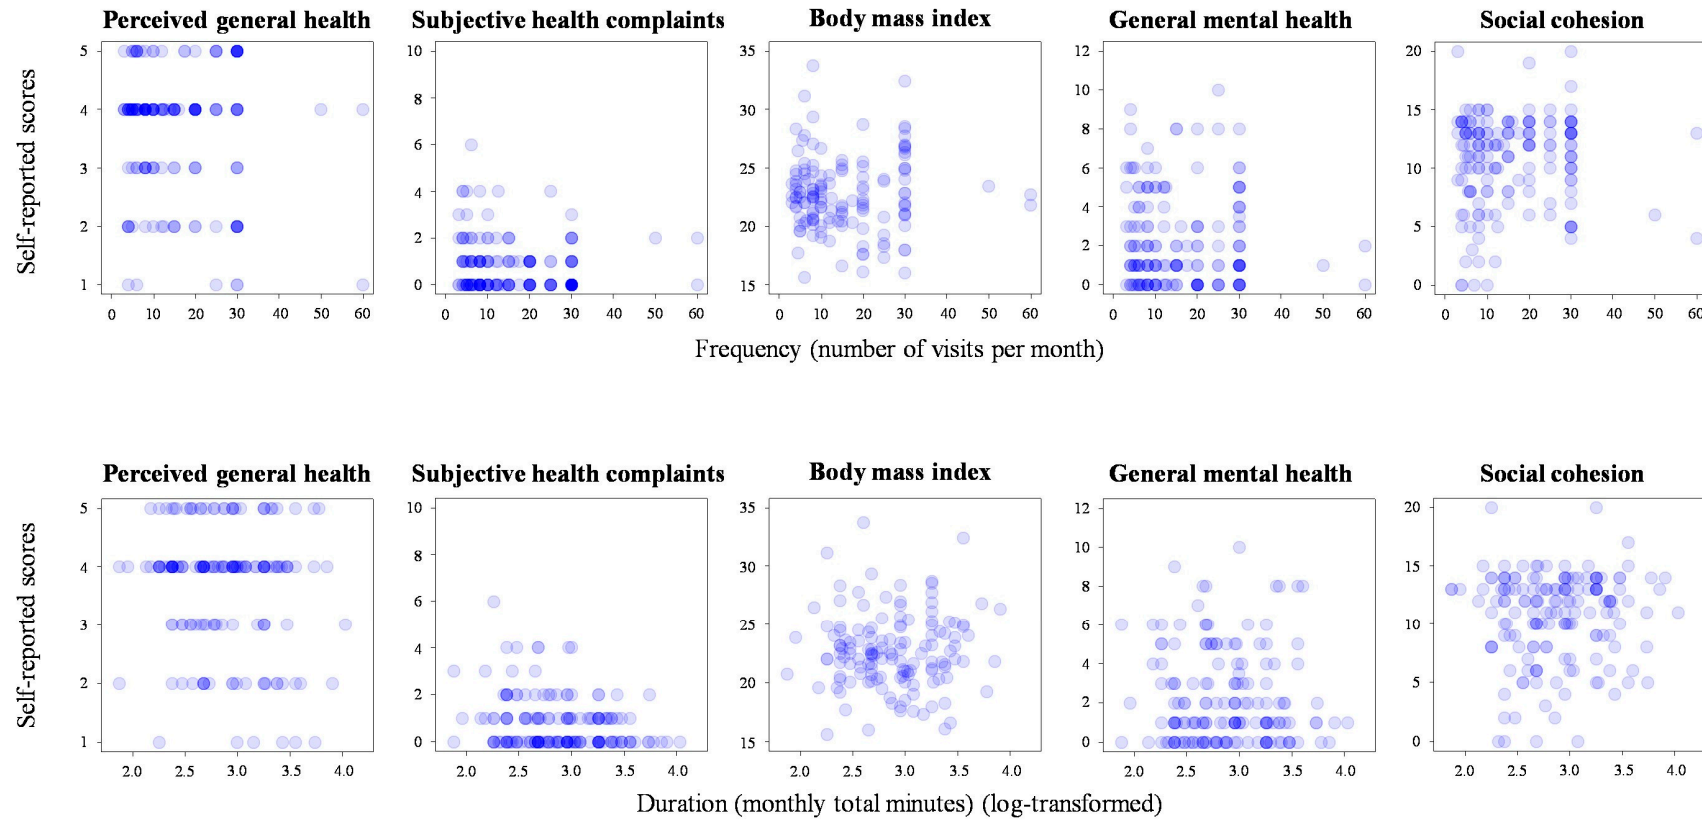 Perceived general health
Subjective health complaints
Body mass index
General mental health
Social cohesion
Self-reported scores
5
4
3
2
1
0 10 20 30 40 50 60
10
8
6
4
2
0
0 10 20 30 40 50 60
35
30
25
20
15
0 10 20 30 40 50 60
12
10
8
6
4
2
0
0 10 20 30 40 50 60
20
15
10
5
0
0 10 20 30 40 50 60
Frequency (number of visits per month)
Perceived general health
Subjective health complaints
Body mass index
General mental health
Social cohesion
Self-reported scores
5
4
3
2
1
2.0 2.5 3.0 3.5 4.0
10
8
6
4
2
0
2.0 2.5 3.0 3.5 4.0
35
30
25
20
15
2.0 2.5 3.0 3.5 4.0
12
10
8
6
4
2
0
2.0 2.5 3.0 3.5 4.0
20
15
10
5
0
2.0 2.5 3.0 3.5 4.0
Duration (monthly total minutes) (log-transformed)